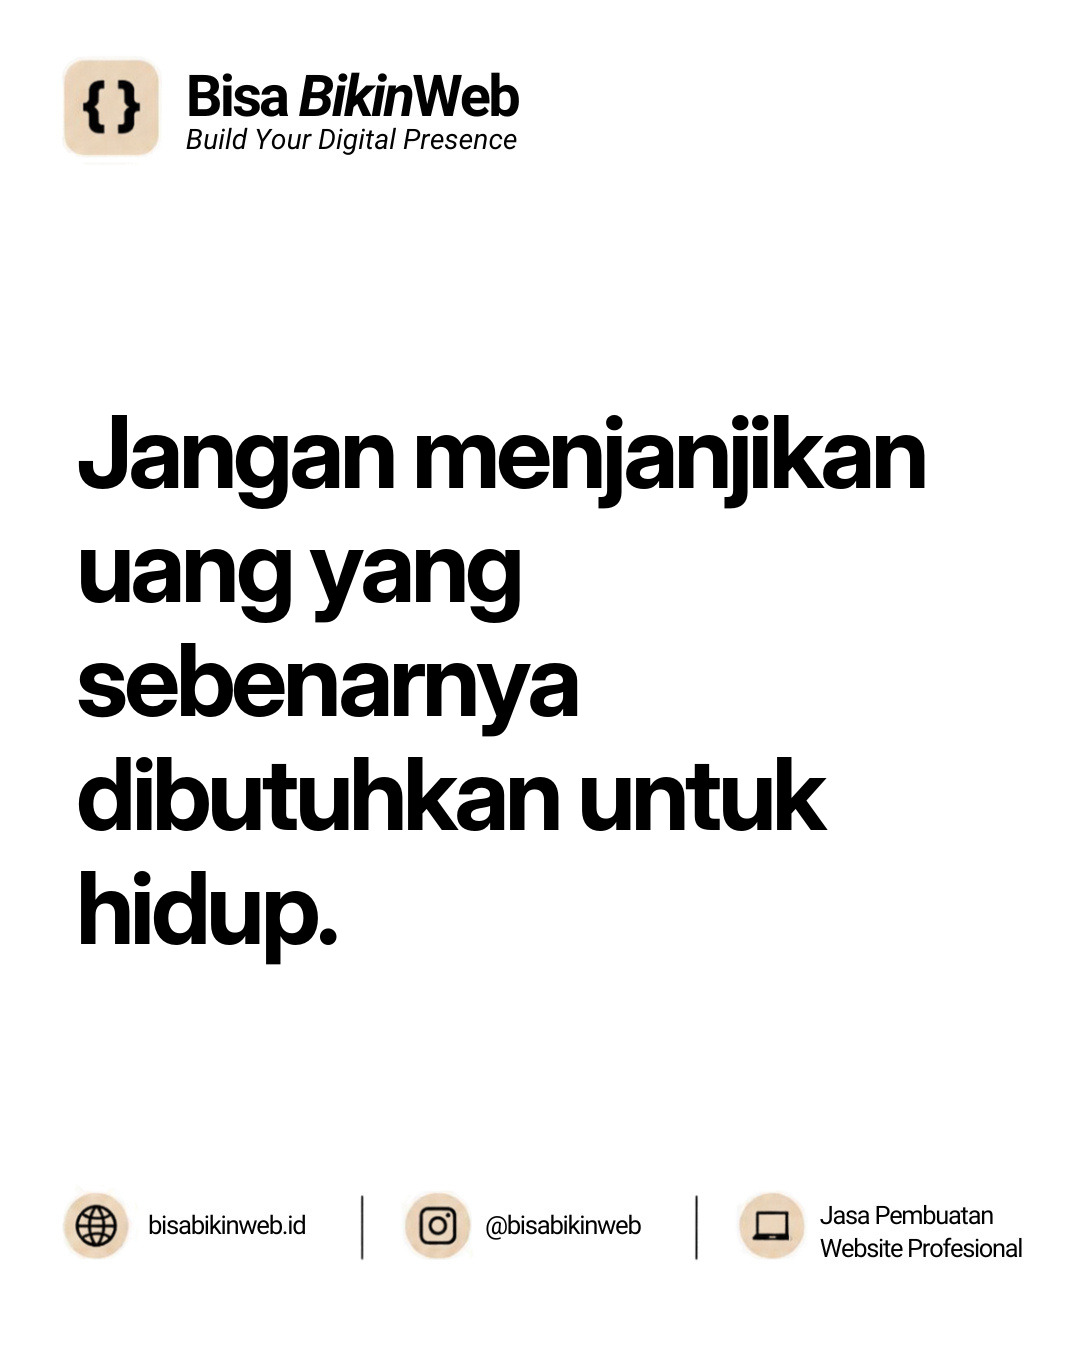 { }
Bisa BikinWeb
Build Your Digital Presence
Jangan menjanjikan
uang yang
sebenarnya
dibutuhkan untuk
hidup.
bisabikinweb.id
@bisabikinweb
Jasa Pembuatan
Website Profesional